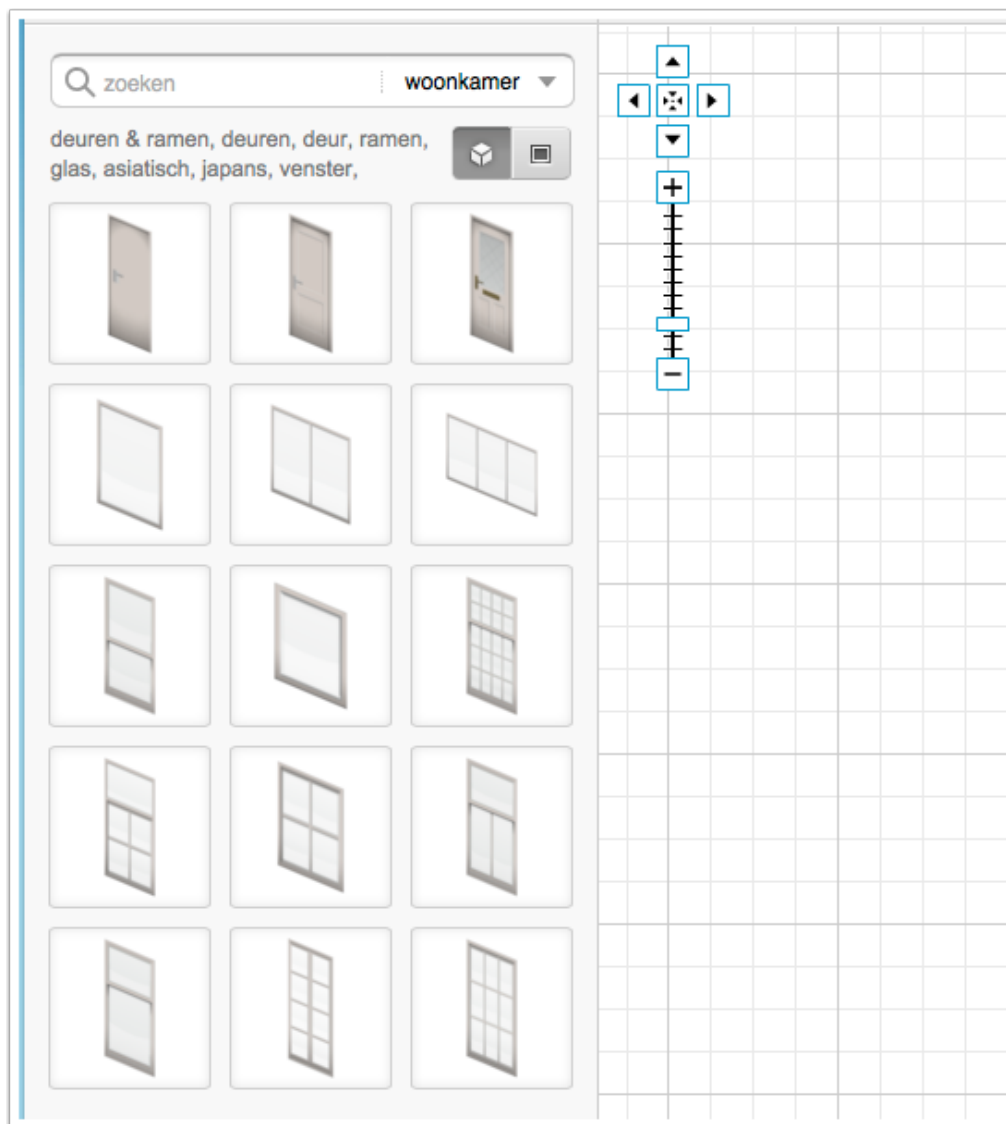 zoeken
woonkamer
deuren & ramen, deuren, deur, ramen,
glas, asiatisch, japans, venster,